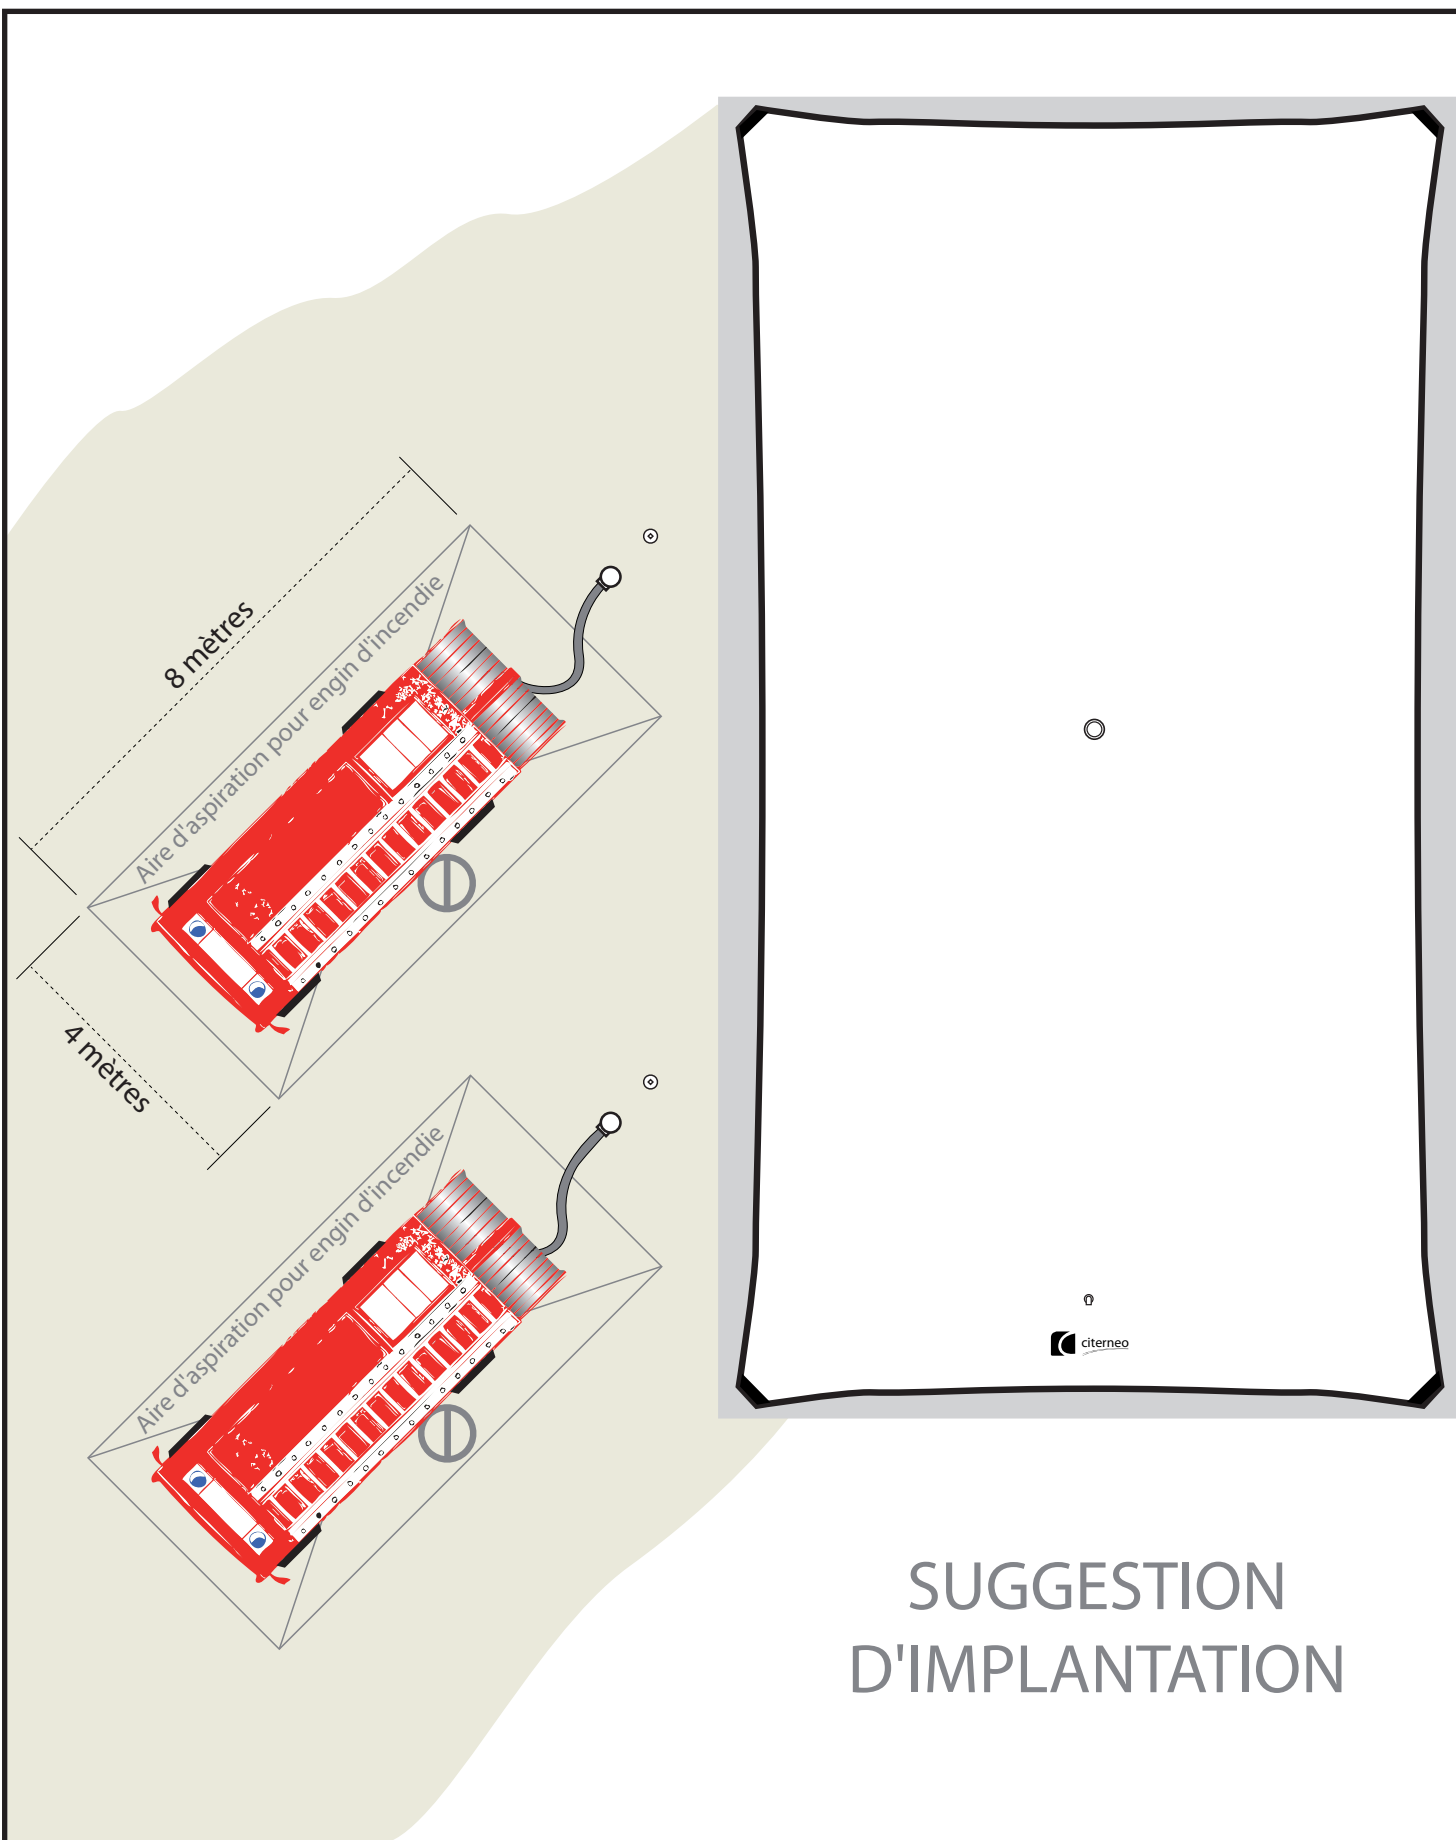 8 mètres
Aire d'aspiration pour engin d'incendie
4 mètres
Aire d'aspiration pour engin d'incendie
citerneo
SUGGESTION
D'IMPLANTATION